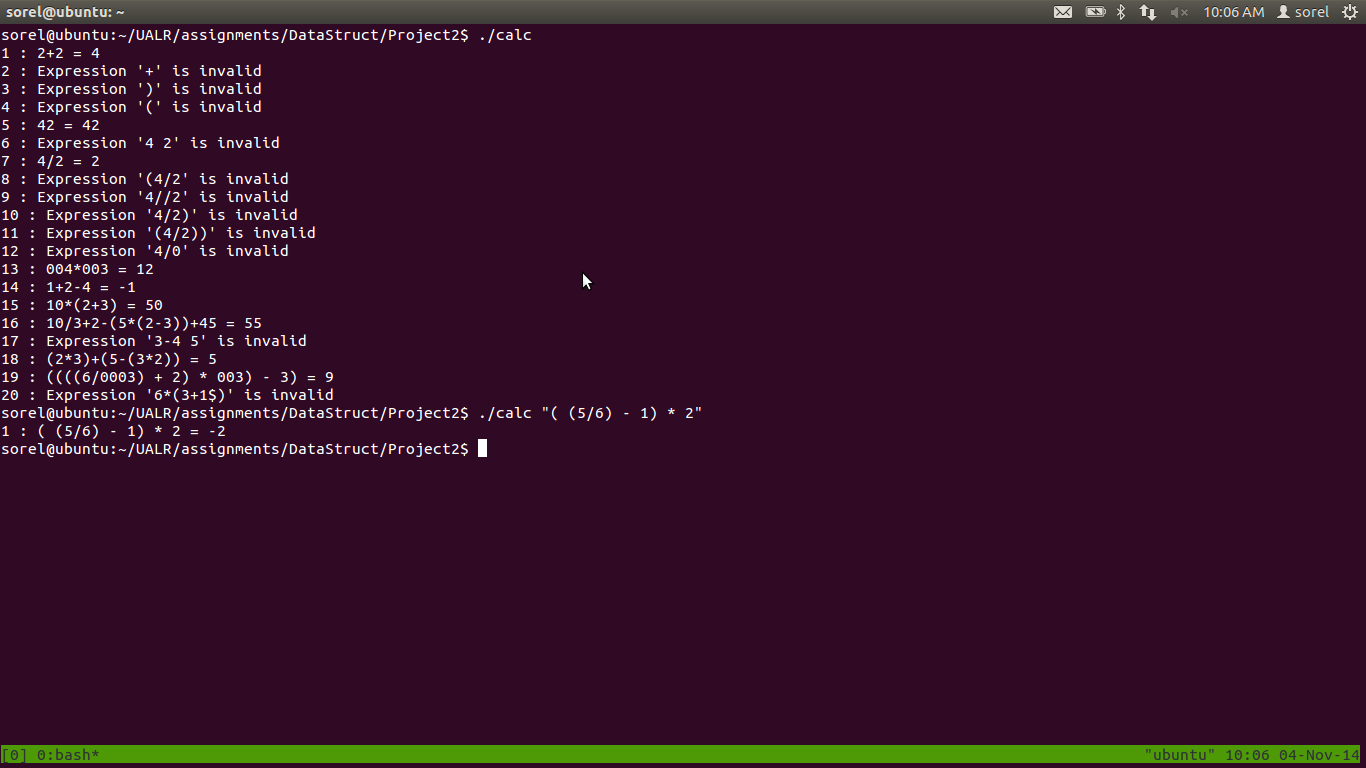 sorel@ubuntu: ~
10:06 AM sorel
sorel@ubuntu:~/UALR/assignments/DataStruct/Project2$ ./calc
1 : 2+2 = 4
2 : Expression '+' is invalid
3 : Expression ')' is invalid
4 : Expression '(' is invalid
5 : 42 = 42
6 : Expression '4 2' is invalid
7 : 4/2 = 2
8 : Expression '(4/2' is invalid
9 : Expression '4//2' is invalid
10 : Expression '4/2)' is invalid
11 : Expression '(4/2))' is invalid
12 : Expression '4/0' is invalid
13 : 004*003 = 12
14 : 1+2-4 = -1
15 : 10*(2+3) = 50
16 : 10/3+2-(5*(2-3))+45 = 55
17 : Expression '3-4 5' is invalid
18 : (2*3)+(5-(3*2)) = 5
19 : ((((6/0003) + 2) * 003) - 3) = 9
20 : Expression '6*(3+1$)' is invalid
sorel@ubuntu:~/UALR/assignments/DataStruct/Project2$ ./calc "( (5/6) - 1) * 2"
1 : ( (5/6) - 1) * 2 = -2
sorel@ubuntu:~/UALR/assignments/DataStruct/Project2$
[0] 0:bash*
"ubuntu" 10:06 04-Nov-14